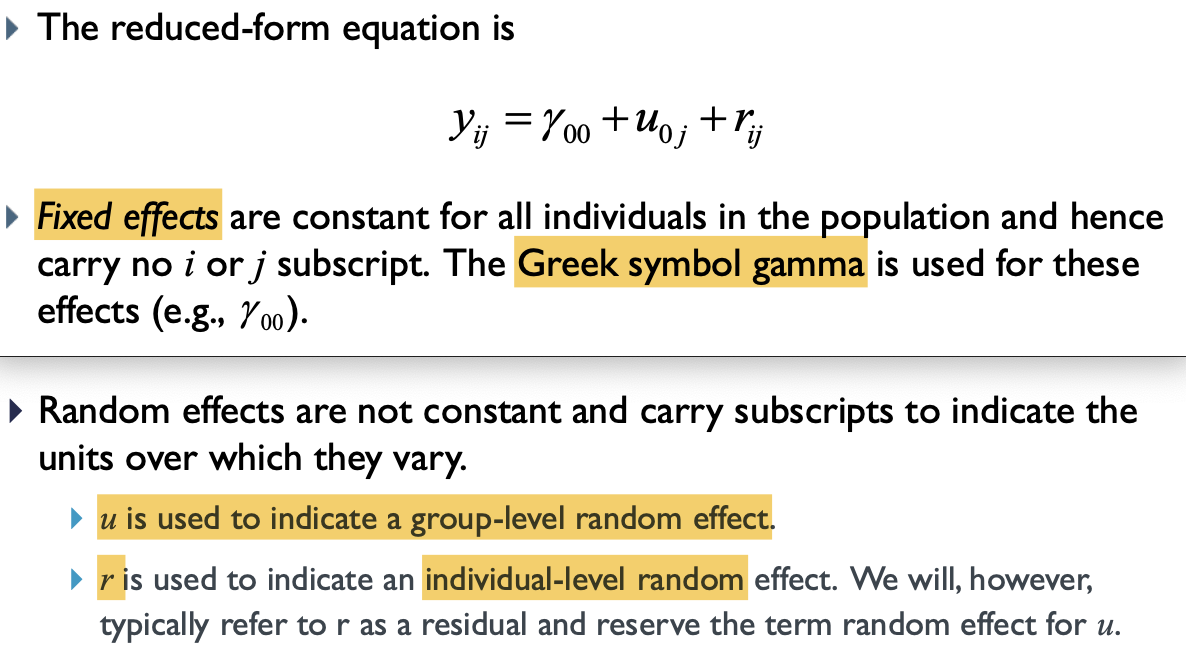 The reduced-form equation is
y_{ij} = γ_{00} + u_{0j} + r_{ij}
Fixed effects are constant for all individuals in the population and hence
carry no i or j subscript. The Greek symbol gamma is used for these
effects (e.g., γ_{00}).
Random effects are not constant and carry subscripts to indicate the
units over which they vary.
u is used to indicate a group-level random effect.
r is used to indicate an individual-level random effect. We will, however,
typically refer to r as a residual and reserve the term random effect for u.